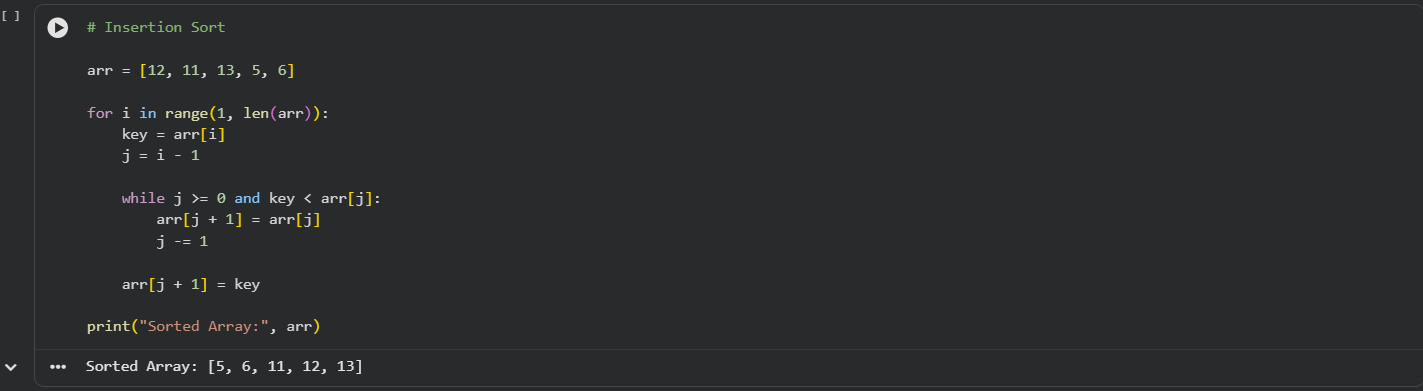 [ ]
# Insertion Sort
arr = [12, 11, 13, 5, 6]
for i in range(1, len(arr)):
    key = arr[i]
    j = i - 1
    while j >= 0 and key < arr[j]:
        arr[j + 1] = arr[j]
        j -= 1
    arr[j + 1] = key
print("Sorted Array:", arr)
Sorted Array: [5, 6, 11, 12, 13]